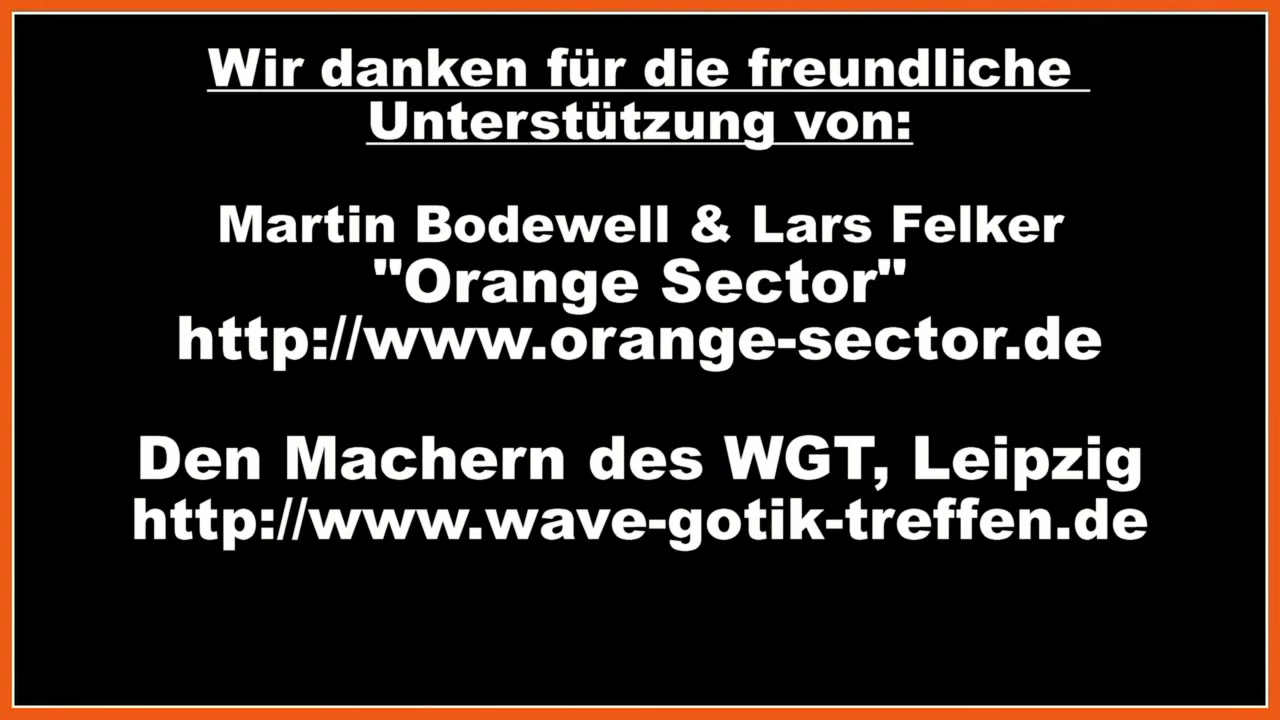 Wir danken für die freundliche
Unterstützung von:
Martin Bodewell & Lars Felker
"Orange Sector"
http://www.orange-sector.de
Den Machern des WGT, Leipzig
http://www.wave-gotik-treffen.de